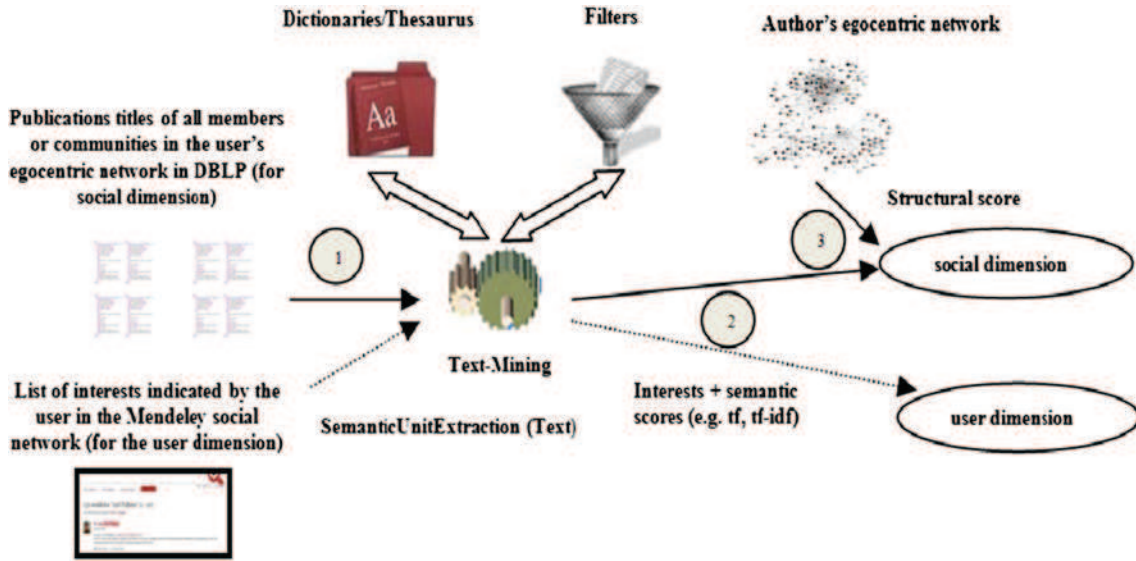 Dictionaries/Thesaurus
Filters
Author's egocentric network
Aa
Publications titles of all members
or communities in the user's
egocentric network in DBLP (for
social dimension)
1
3
Structural score
social dimension
2
Text-Mining
List of interests indicated by the
user in the Mendeley social
network (for the user dimension)
SemanticUnitExtraction (Text)
Interests + semantic
scores (e.g. tf, tf-idf)
user dimension